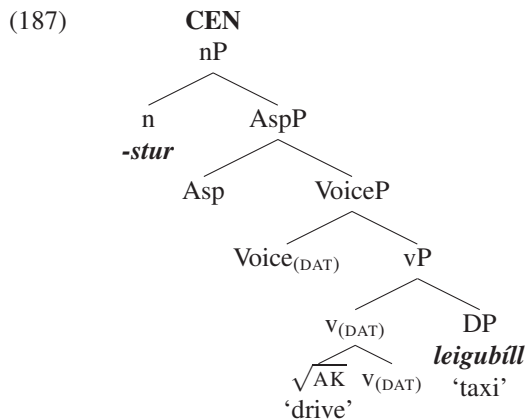 (187) CEN
nP
n AspP
-stur
Asp VoiceP
Voice(DAT) vP
v(DAT) DP
leigubíll
√AK v(DAT) 'taxi'
'drive'